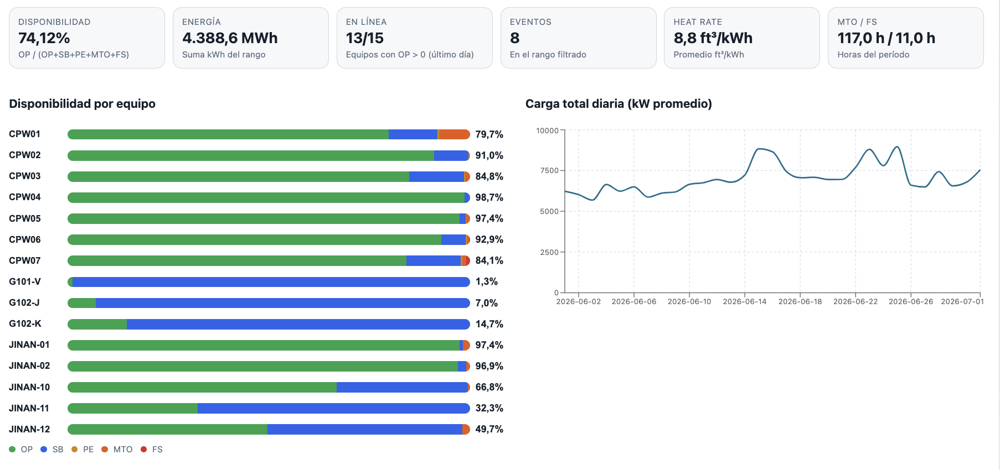 DISPONIBILIDAD
74,12%
OP / (OP+SB+PE+MTO+FS)
ENERGÍA
4.388,6 MWh
Suma kWh del rango
EN LÍNEA
13/15
Equipos con OP > 0 (último día)
EVENTOS
8
En el rango filtrado
HEAT RATE
8,8 ft³/kWh
Promedio ft³/kWh
MTO / FS
117,0 h / 11,0 h
Horas del período
Disponibilidad por equipo
CPW01 79,7%
CPW02 91,0%
CPW03 84,8%
CPW04 98,7%
CPW05 97,4%
CPW06 92,9%
CPW07 84,1%
G101-V 1,3%
G102-J 7,0%
G102-K 14,7%
JINAN-01 97,4%
JINAN-02 96,9%
JINAN-10 66,8%
JINAN-11 32,3%
JINAN-12 49,7%
OP SB PE MTO FS
Carga total diaria (kW promedio)
10000
7500
5000
2500
0
2026-06-02 2026-06-06 2026-06-10 2026-06-14 2026-06-18 2026-06-22 2026-06-26 2026-07-01